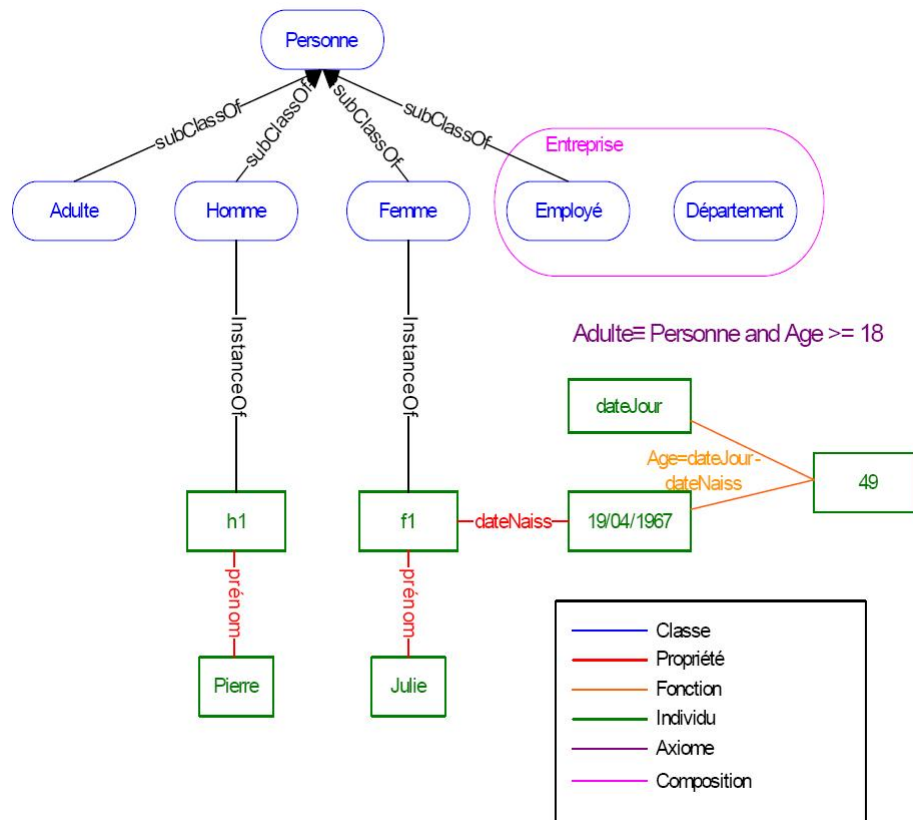 Personne
subClassOf
subClassOf
subClassOf
subClassOf
Entreprise
Adulte
Homme
Femme
Employé
Département
InstanceOf
InstanceOf
Adulte≡ Personne and Age >= 18
dateJour
Age=dateJour-
dateNaiss
49
h1
f1
dateNaiss
19/04/1967
prénom
prénom
Pierre
Julie
Classe
Propriété
Fonction
Individu
Axiome
Composition